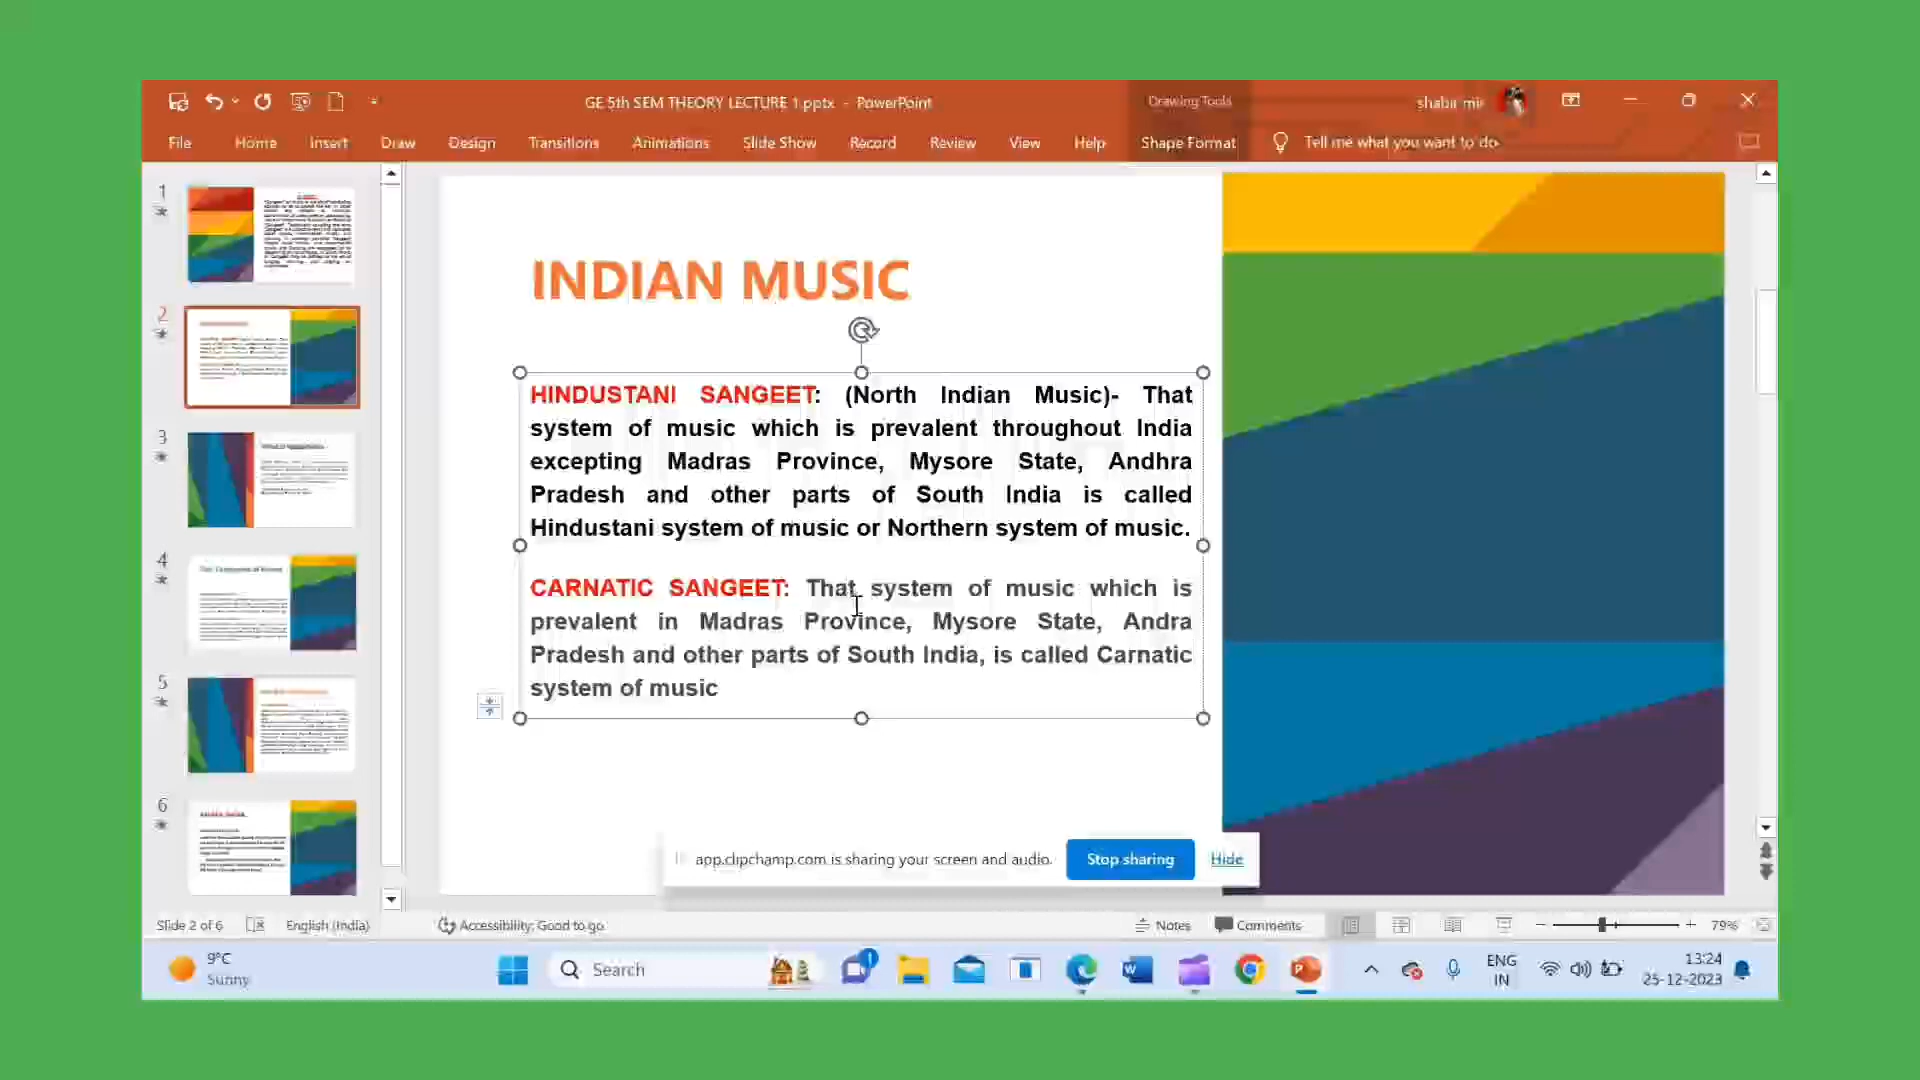 GE 5th SEM THEORY LECTURE 1.pptx - PowerPoint
Drawing Tools
shabir mir
File Home Insert Draw Design Transitions Animations Slide Show Record Review View Help Shape Format Tell me what you want to do
1
2
3
4
5
6
INDIAN MUSIC
HINDUSTANI SANGEET: (North Indian Music)- That
system of music which is prevalent throughout India
excepting Madras Province, Mysore State, Andhra
Pradesh and other parts of South India is called
Hindustani system of music or Northern system of music.
CARNATIC SANGEET: That system of music which is
prevalent in Madras Province, Mysore State, Andra
Pradesh and other parts of South India, is called Carnatic
system of music
app.clipchamp.com is sharing your screen and audio. Stop sharing Hide
Slide 2 of 6 English (India) Accessibility: Good to go Notes Comments 79%
9°C
Sunny
Search
1
ENG
IN
13:24
25-12-2023